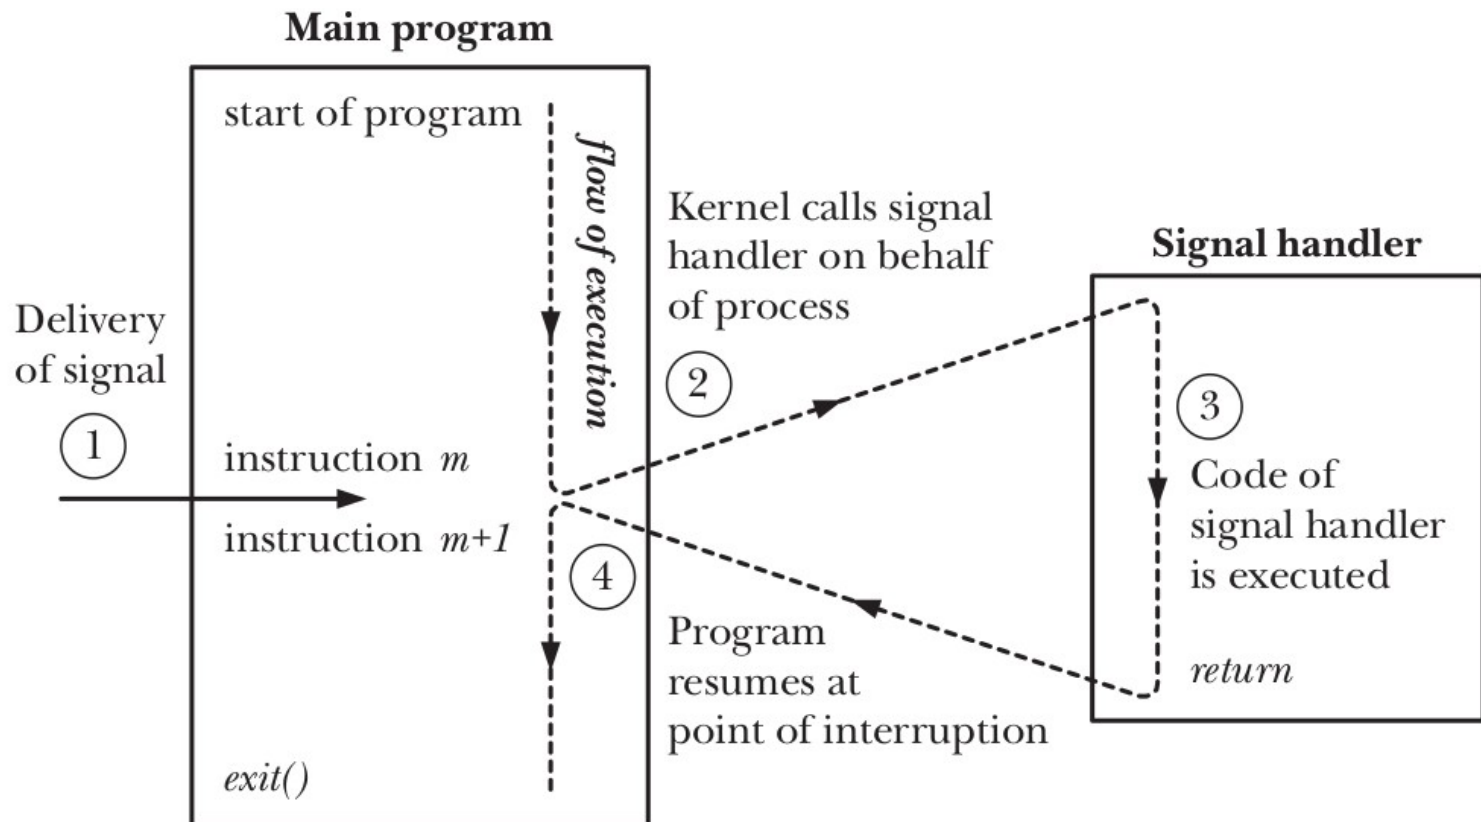 Main program
start of program
flow of execution
Delivery
of signal
1
instruction m
instruction m+1
exit()
Kernel calls signal
handler on behalf
of process
2
Signal handler
3
Code of
signal handler
is executed
return
4
Program
resumes at
point of interruption